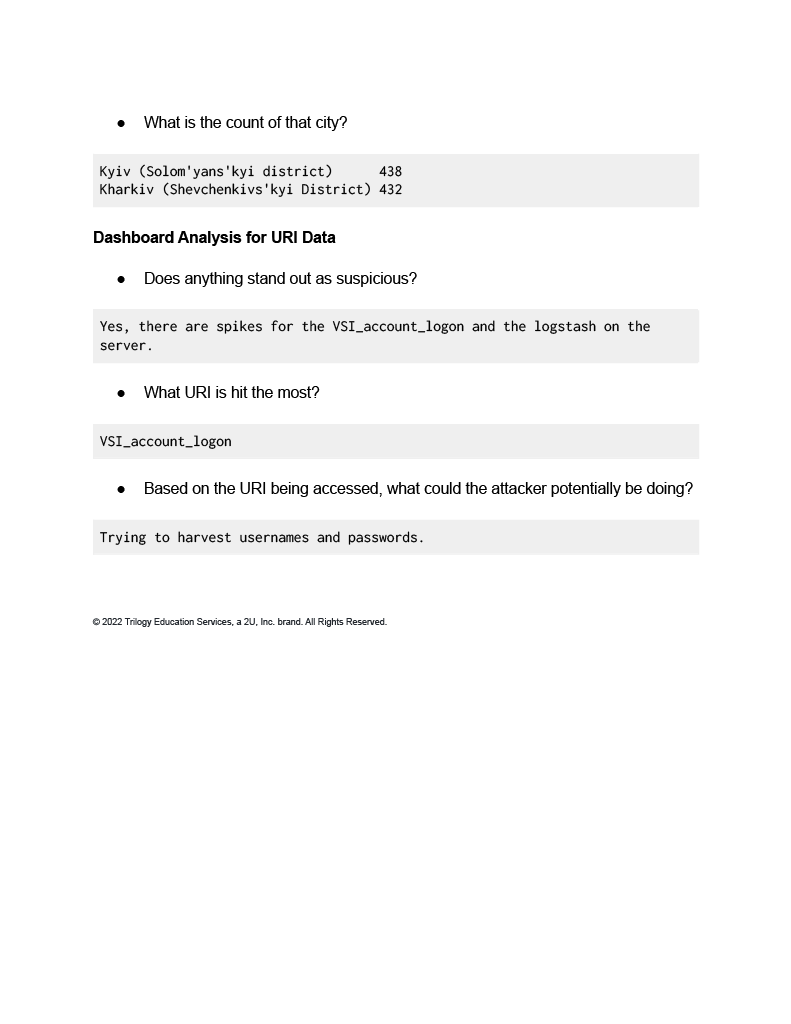 ● What is the count of that city?
Kyiv (Solom'yans'kyi district)      438
Kharkiv (Shevchenkivs'kyi District) 432
Dashboard Analysis for URI Data
● Does anything stand out as suspicious?
Yes, there are spikes for the VSI_account_logon and the logstash on the
server.
● What URI is hit the most?
VSI_account_logon
● Based on the URI being accessed, what could the attacker potentially be doing?
Trying to harvest usernames and passwords.
© 2022 Trilogy Education Services, a 2U, Inc. brand. All Rights Reserved.